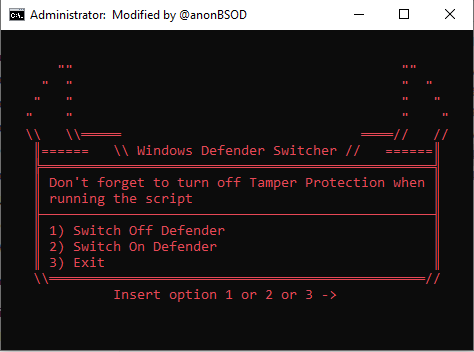 Administrator: Modified by @anonBSOD
\\ Windows Defender Switcher //
Don't forget to turn off Tamper Protection when
running the script
1) Switch Off Defender
2) Switch On Defender
3) Exit
Insert option 1 or 2 or 3 ->